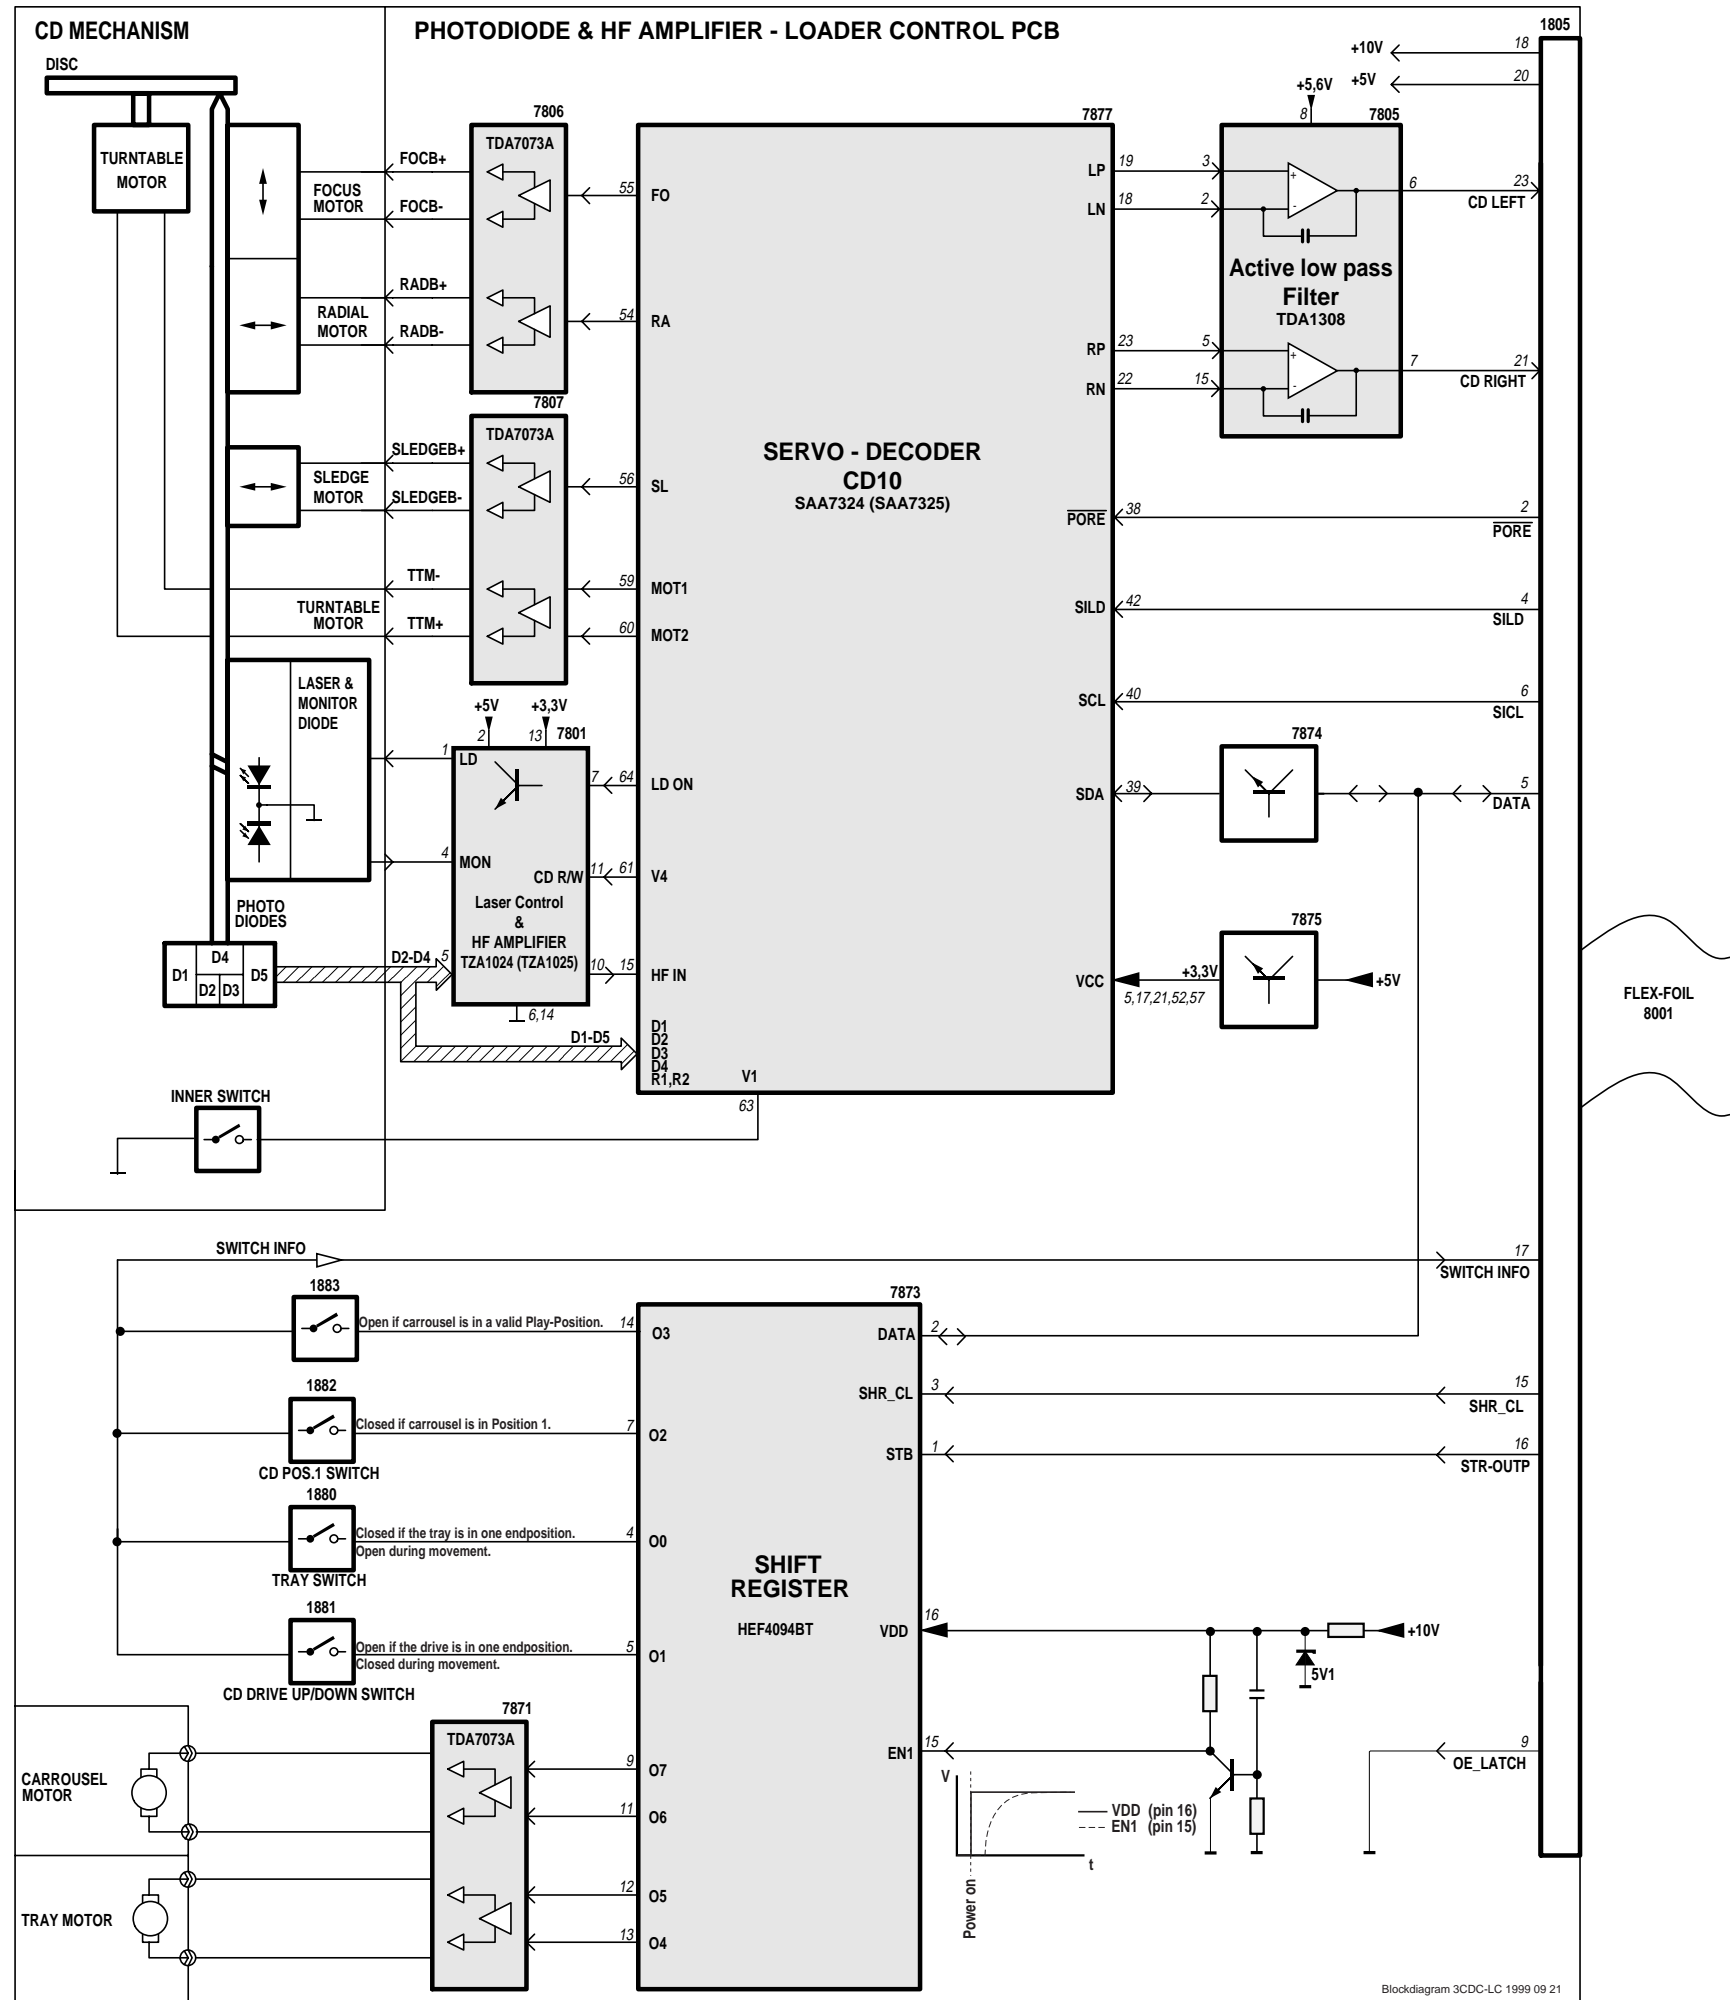 CD MECHANISM
PHOTODIODE & HF AMPLIFIER - LOADER CONTROL PCB
1805
DISC
+10V
18
+5V
20
+5,6V
8
7805
7806
7877
TDA7073A
TURNTABLE
MOTOR
FOCUS
MOTOR
FOCB+
FOCB-
55
FO
LP
19
3
LN
18
2
6
23
CD LEFT
Active low pass
Filter
TDA1308
RADIAL
MOTOR
RADB+
RADB-
54
RA
RP
23
5
RN
22
15
7
21
CD RIGHT
7807
TDA7073A
SLEDGEB+
SLEDGE
MOTOR
SLEDGEB-
56
SL
SERVO - DECODER
CD10
SAA7324 (SAA7325)
PORE
38
2
PORE
TTM-
TURNTABLE
MOTOR
TTM+
59
MOT1
60
MOT2
SILD
42
4
SILD
LASER &
MONITOR
DIODE
+5V
+3,3V
2
13
7801
1
LD
7
64
LD ON
SCL
40
6
SICL
7874
SDA
39
5
DATA
4
MON
CD R/W
11
61
V4
Laser Control
&
HF AMPLIFIER
TZA1024 (TZA1025)
PHOTO
DIODES
D1
D4
D5
D2
D3
D2-D4
5
10
15
HF IN
6,14
7875
VCC
+3,3V
5,17,21,52,57
+5V
FLEX-FOIL
8001
D1-D5
D1
D2
D3
D4
R1,R2
V1
63
INNER SWITCH
SWITCH INFO
17
SWITCH INFO
1883
Open if carrousel is in a valid Play-Position.
14
O3
7873
DATA
2
1882
Closed if carrousel is in Position 1.
7
O2
CD POS.1 SWITCH
SHR_CL
3
15
SHR_CL
STB
1
16
STR-OUTP
1880
Closed if the tray is in one endposition.
Open during movement.
4
O0
TRAY SWITCH
SHIFT
REGISTER
HEF4094BT
1881
Open if the drive is in one endposition.
Closed during movement.
5
O1
CD DRIVE UP/DOWN SWITCH
VDD
16
+10V
5V1
7871
TDA7073A
CARROUSEL
MOTOR
9
O7
11
O6
EN1
15
9
OE_LATCH
V
VDD (pin 16)
EN1 (pin 15)
t
Power on
TRAY MOTOR
12
O5
13
O4
Blockdiagram 3CDC-LC 1999 09 21